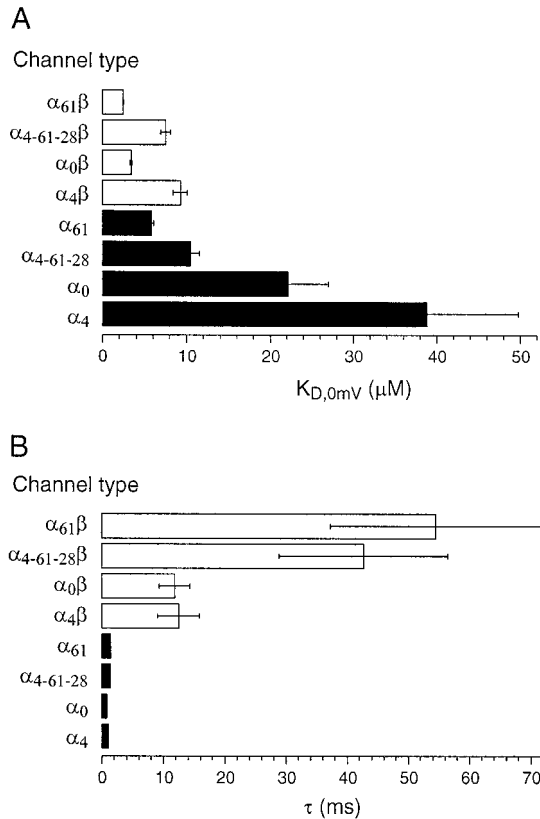 A
Channel type
α61β
α4-61-28β
α0β
α4β
α61
α4-61-28
α0
α4
0 10 20 30 40 50
KD,0mV (μM)
B
Channel type
α61β
α4-61-28β
α0β
α4β
α61
α4-61-28
α0
α4
0 10 20 30 40 50 60 70
τ (ms)